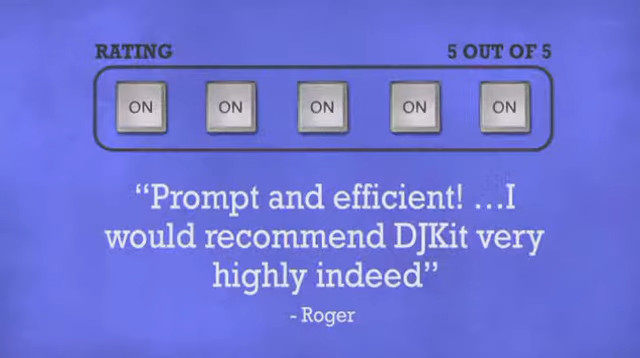 RATING 5 OUT OF 5
ON ON ON ON ON
“Prompt and efficient! …I
would recommend DJKit very
highly indeed”
- Roger